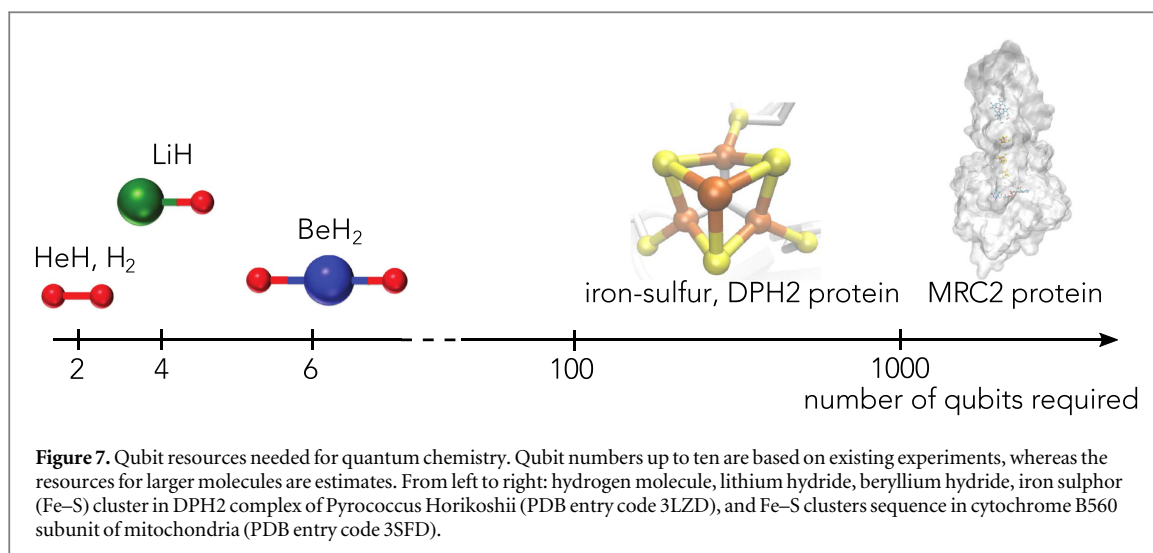 LiH
HeH, H₂
BeH₂
iron-sulfur, DPH2 protein
MRC2 protein
2
4
6
100
1000
number of qubits required
Figure 7. Qubit resources needed for quantum chemistry. Qubit numbers up to ten are based on existing experiments, whereas the
resources for larger molecules are estimates. From left to right: hydrogen molecule, lithium hydride, beryllium hydride, iron sulphor
(Fe–S) cluster in DPH2 complex of Pyrococcus Horikoshii (PDB entry code 3LZD), and Fe–S clusters sequence in cytochrome B560
subunit of mitochondria (PDB entry code 3SFD).